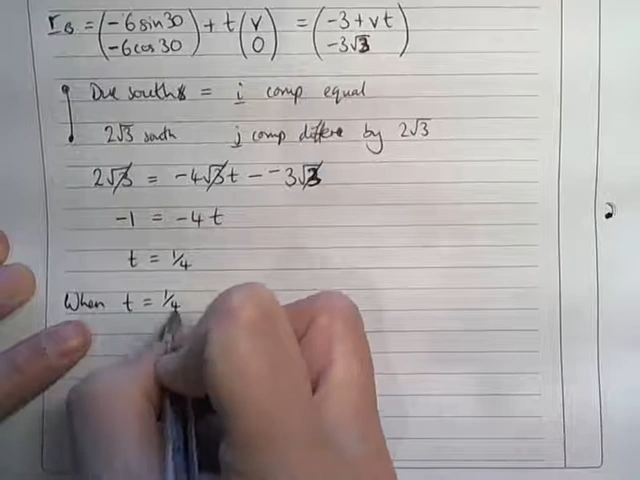 r_B = (-6 sin 30 / -6 cos 30) + t (v / 0) = (-3 + vt / -3√3)
Due south = i comp equal
2√3 south j comp differ by 2√3
2√3 = -4√3 t - -3√3
-1 = -4t
t = 1/4
When t = 1/4